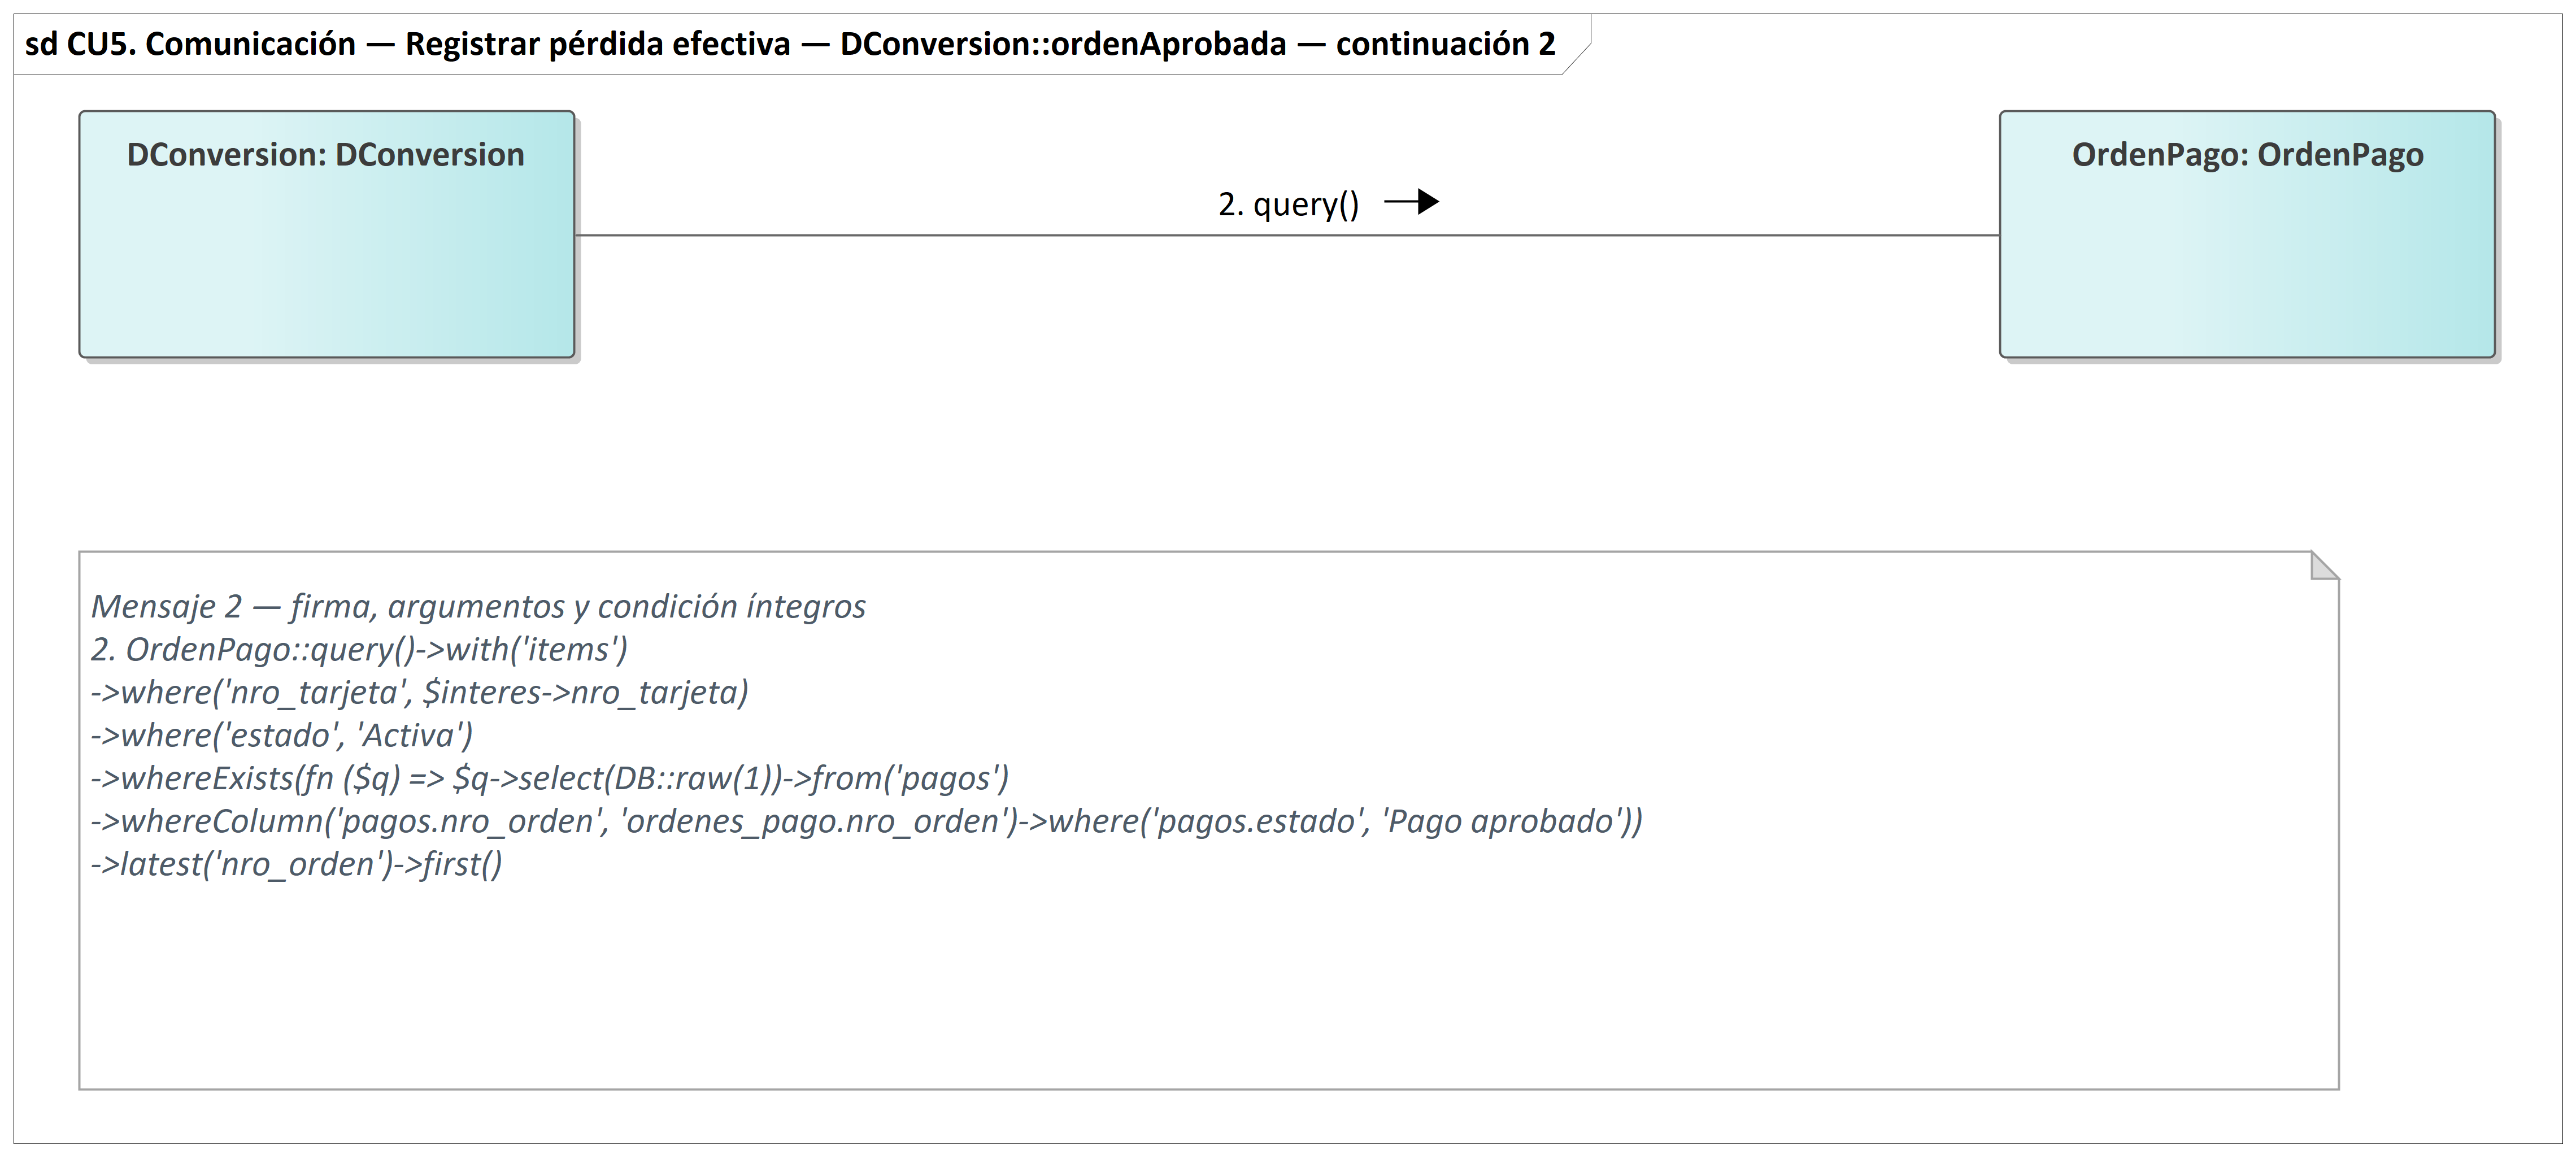 sd CU5. Comunicación — Registrar pérdida efectiva — DConversion::ordenAprobada — continuación 2
DConversion: DConversion
OrdenPago: OrdenPago
2. query()
Mensaje 2 — firma, argumentos y condición íntegros
2. OrdenPago::query()->with('items')
->where('nro_tarjeta', $interes->nro_tarjeta)
->where('estado', 'Activa')
->whereExists(fn ($q) => $q->select(DB::raw(1))->from('pagos')
->whereColumn('pagos.nro_orden', 'ordenes_pago.nro_orden')->where('pagos.estado', 'Pago aprobado'))
->latest('nro_orden')->first()